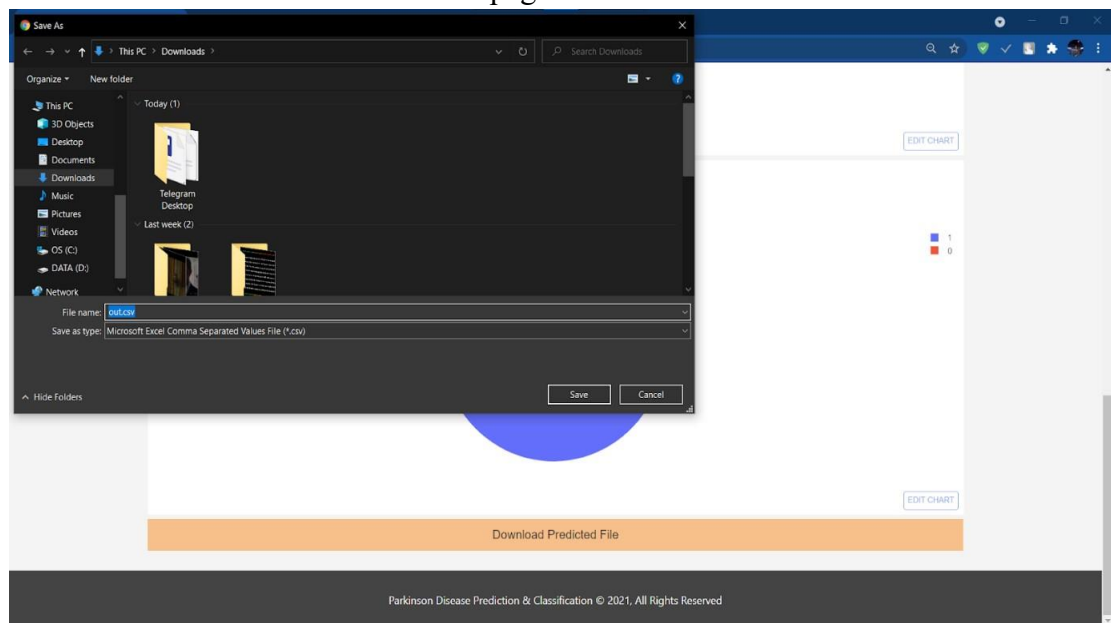 pag
Save As
This PC > Downloads >
Search Downloads
Organize
New folder
This PC
3D Objects
Desktop
Documents
Downloads
Music
Pictures
Videos
OS (C:)
DATA (D:)
Network
Today (1)
Telegram
Desktop
Last week (2)
File name: out.csv
Save as type: Microsoft Excel Comma Separated Values File (*.csv)
Hide Folders
Save
Cancel
EDIT CHART
1
0
EDIT CHART
Download Predicted File
Parkinson Disease Prediction & Classification © 2021, All Rights Reserved